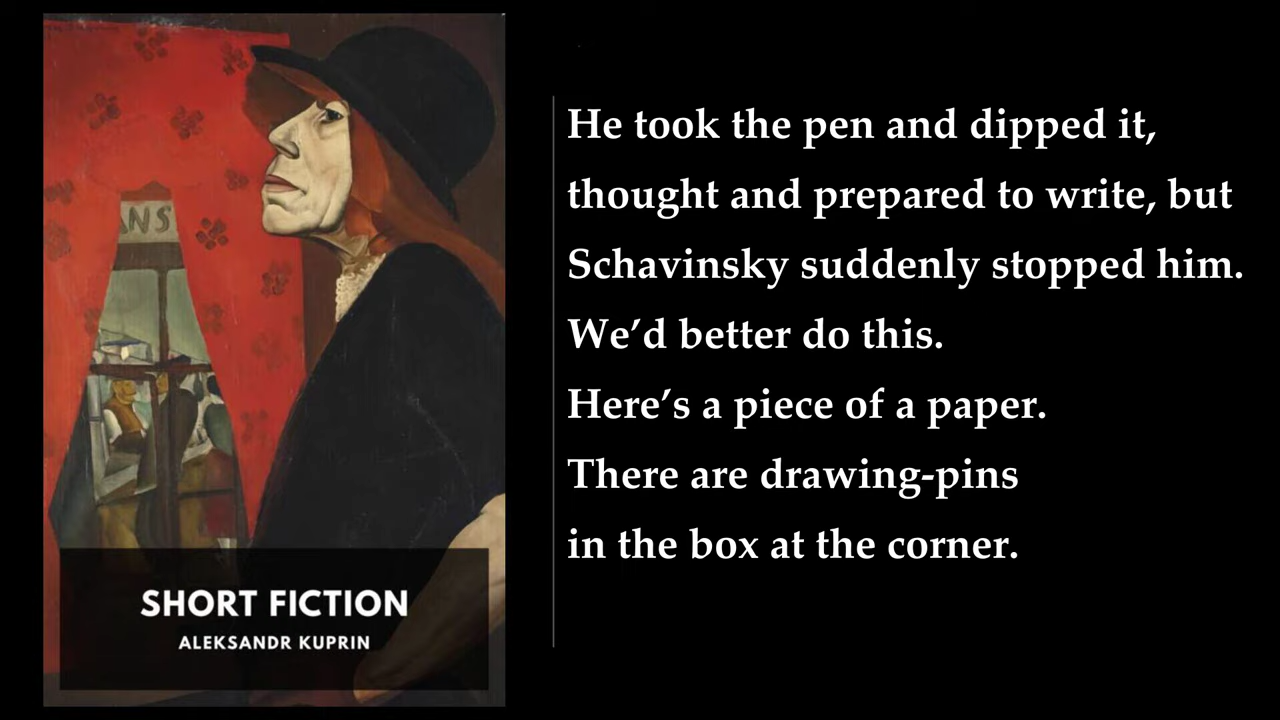 ANS
SHORT FICTION
ALEKSANDR KUPRIN
He took the pen and dipped it,
thought and prepared to write, but
Schavinsky suddenly stopped him.
We’d better do this.
Here’s a piece of a paper.
There are drawing-pins
in the box at the corner.